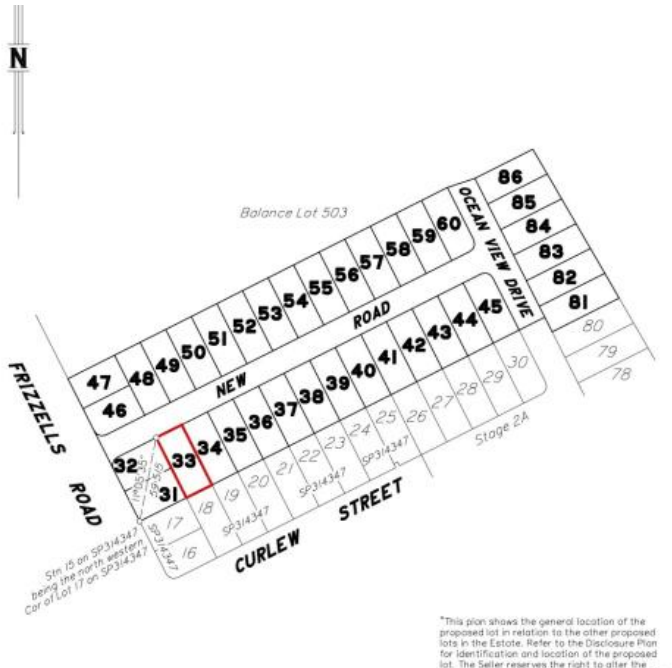 N
Balance Lot 503
86
85
84
83
82
81
80
79
78
OCEAN VIEW DRIVE
60
59
58
57
56
55
54
53
52
51
50
49
48
47
46
NEW ROAD
45
44
43
42
41
40
39
38
37
36
35
34
33
32
31
30
29
28
27
26
25
24
23
22
21
20
19
18
17
16
SP314347
SP314347
SP314347
SP314347
Stage 2A
FRIZZELLS ROAD
CURLEW STREET
59·515
Stn 15 on SP314347
being the north western
Cor of Lot 17 on SP314347
"This plan shows the general location of the
proposed lot in relation to the other proposed
lots in the Estate. Refer to the Disclosure Plan
for identification and location of the proposed
lot. The Seller reserves the right to alter the